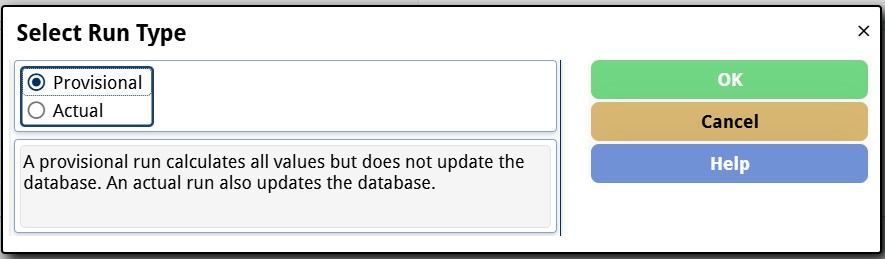 Select Run Type
Provisional
Actual
A provisional run calculates all values but does not update the
database. An actual run also updates the database.
OK
Cancel
Help